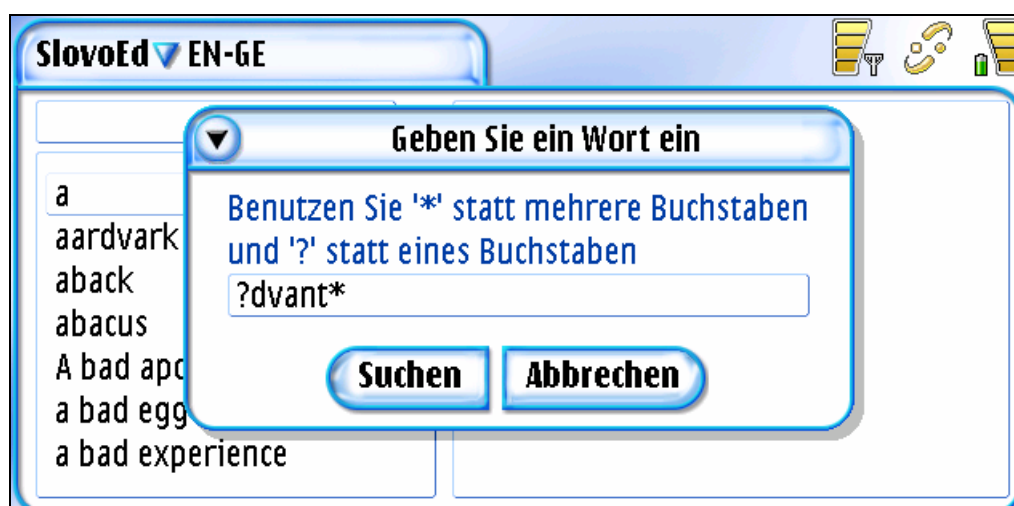 SlovoEd EN-GE
Geben Sie ein Wort ein
Benutzen Sie '*' statt mehrere Buchstaben
und '?' statt eines Buchstaben
?dvant*
Suchen Abbrechen
a
aardvark
aback
abacus
A bad apo
a bad egg
a bad experience